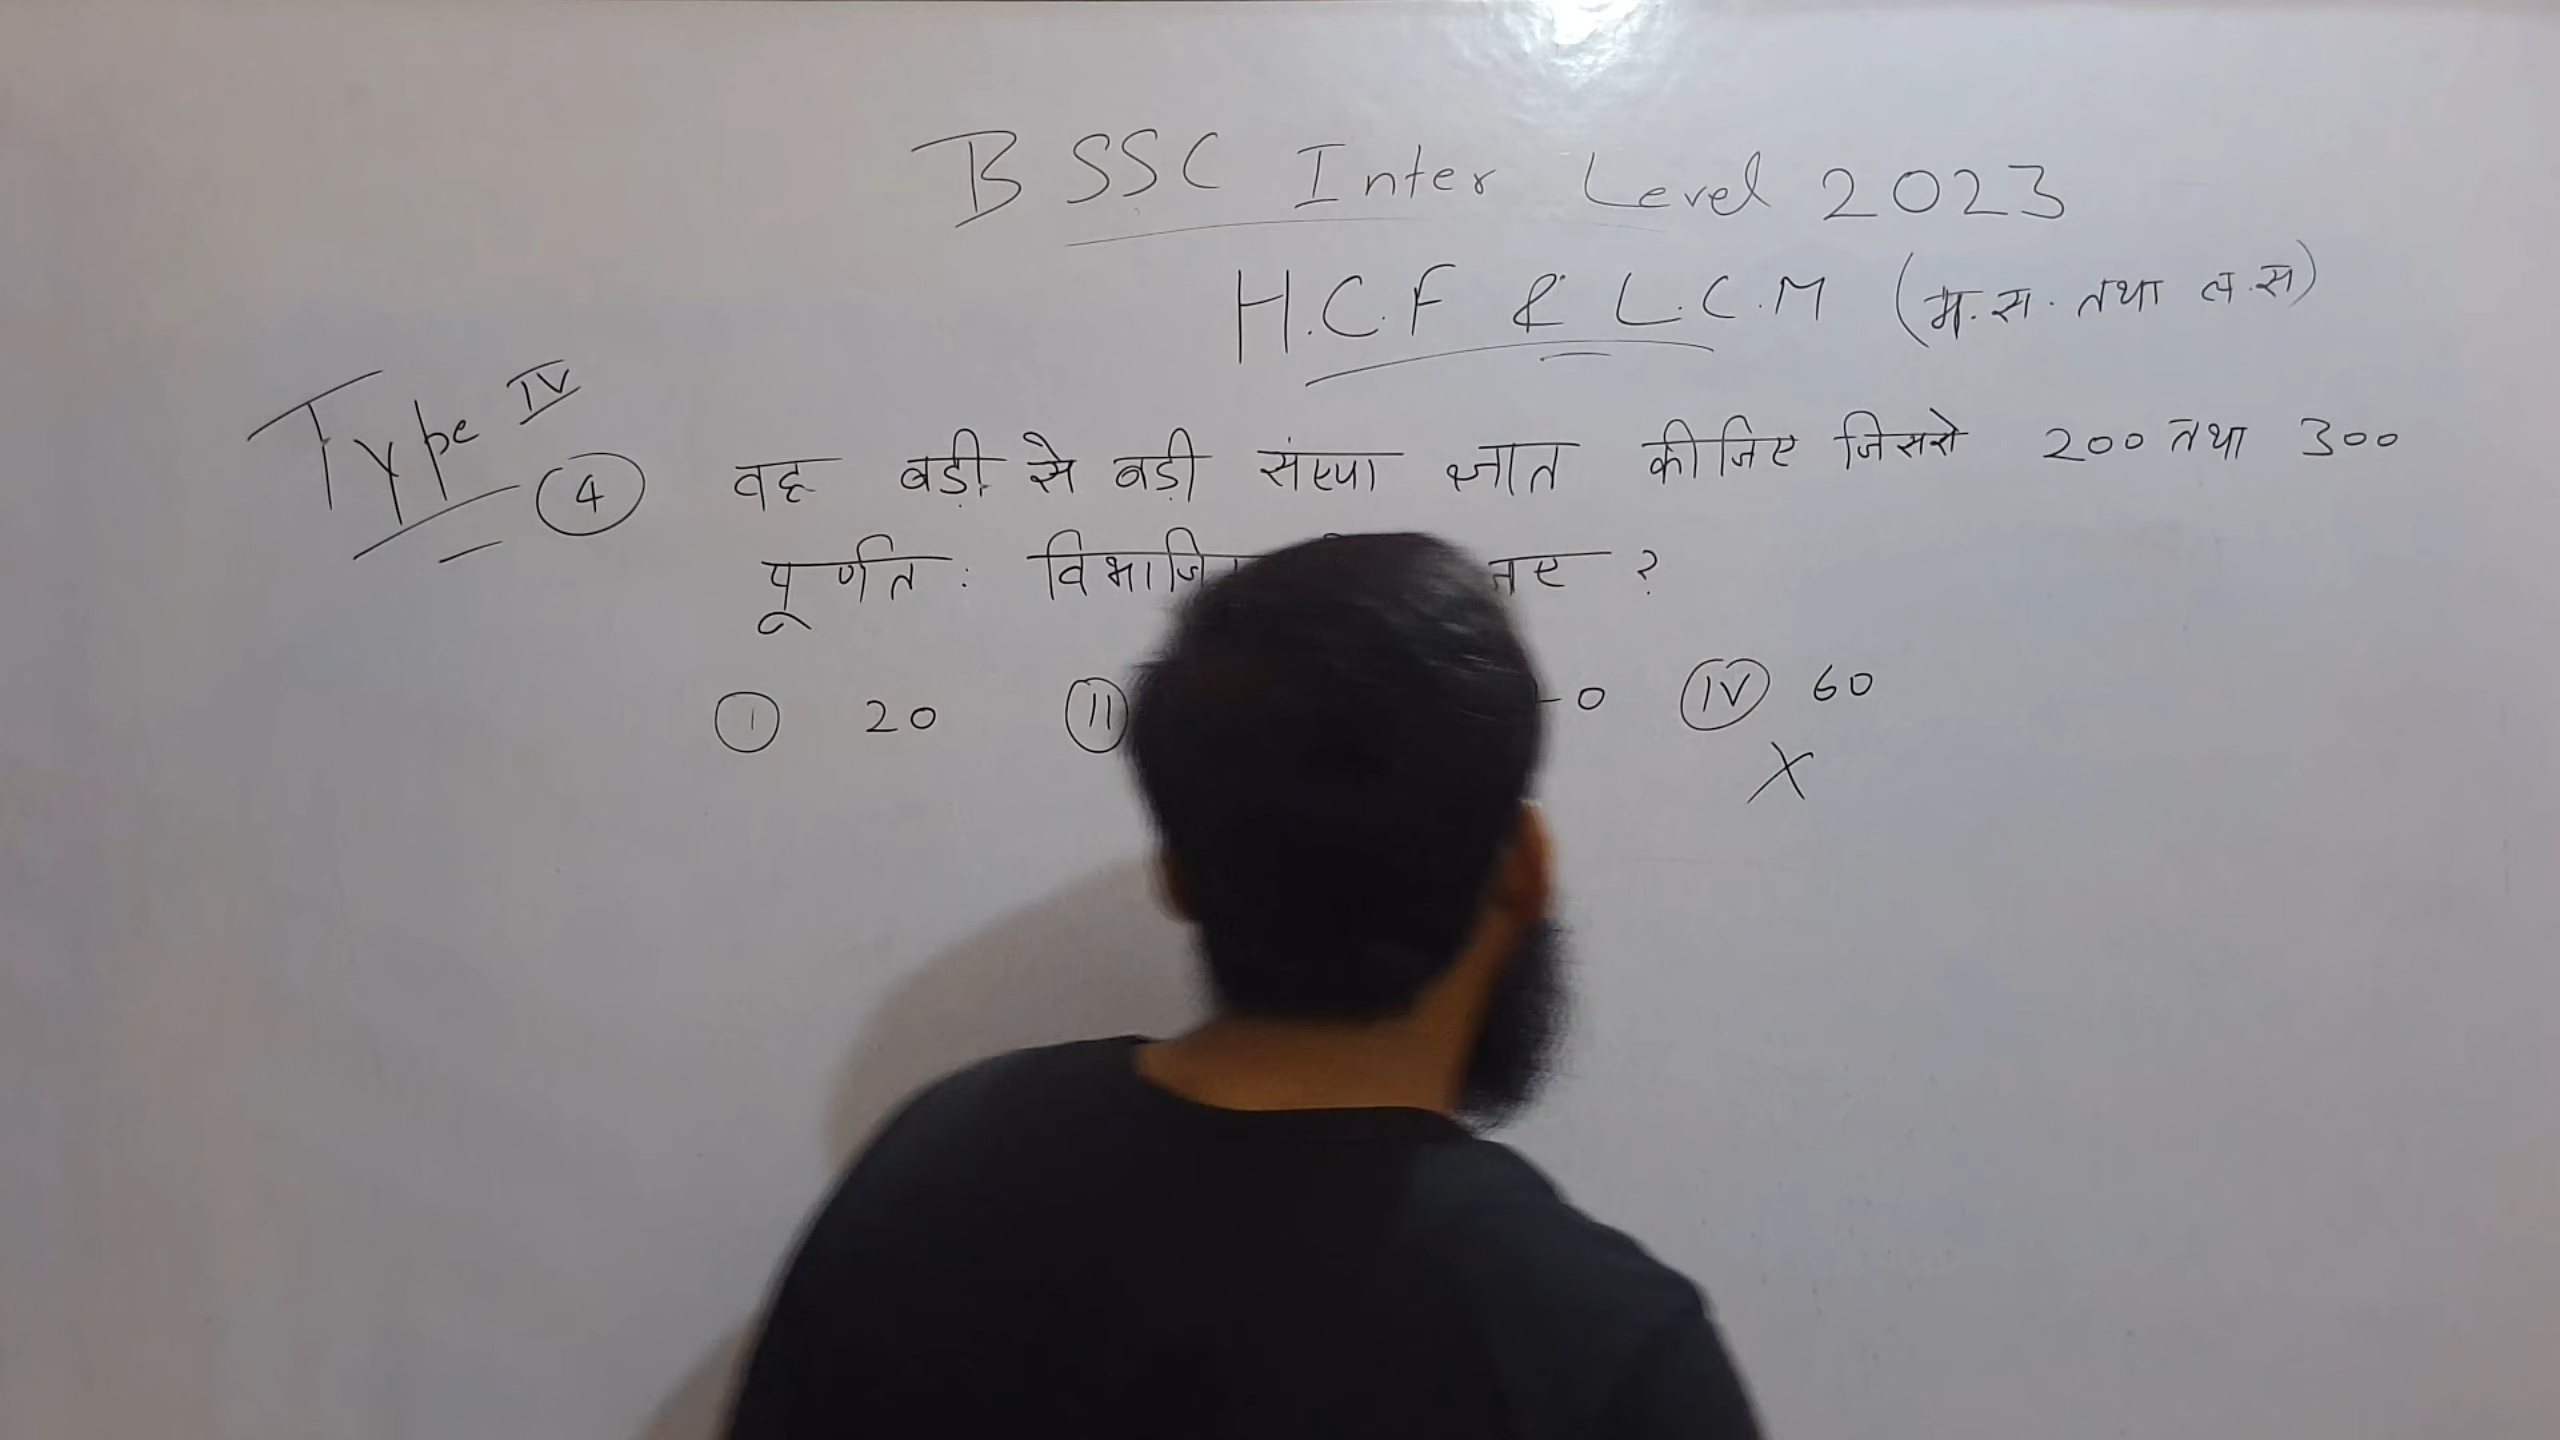 BSSC Inter Level 2023
H.C.F & L.C.M (म.स. तथा ल.स)
Type IV
④ वह बड़ी से बड़ी संख्या ज्ञात कीजिए जिससे 200 तथा 300
पूर्णत: ?
Ⓘ 20 Ⓘ Ⓘ ⓘⓥ 60
X